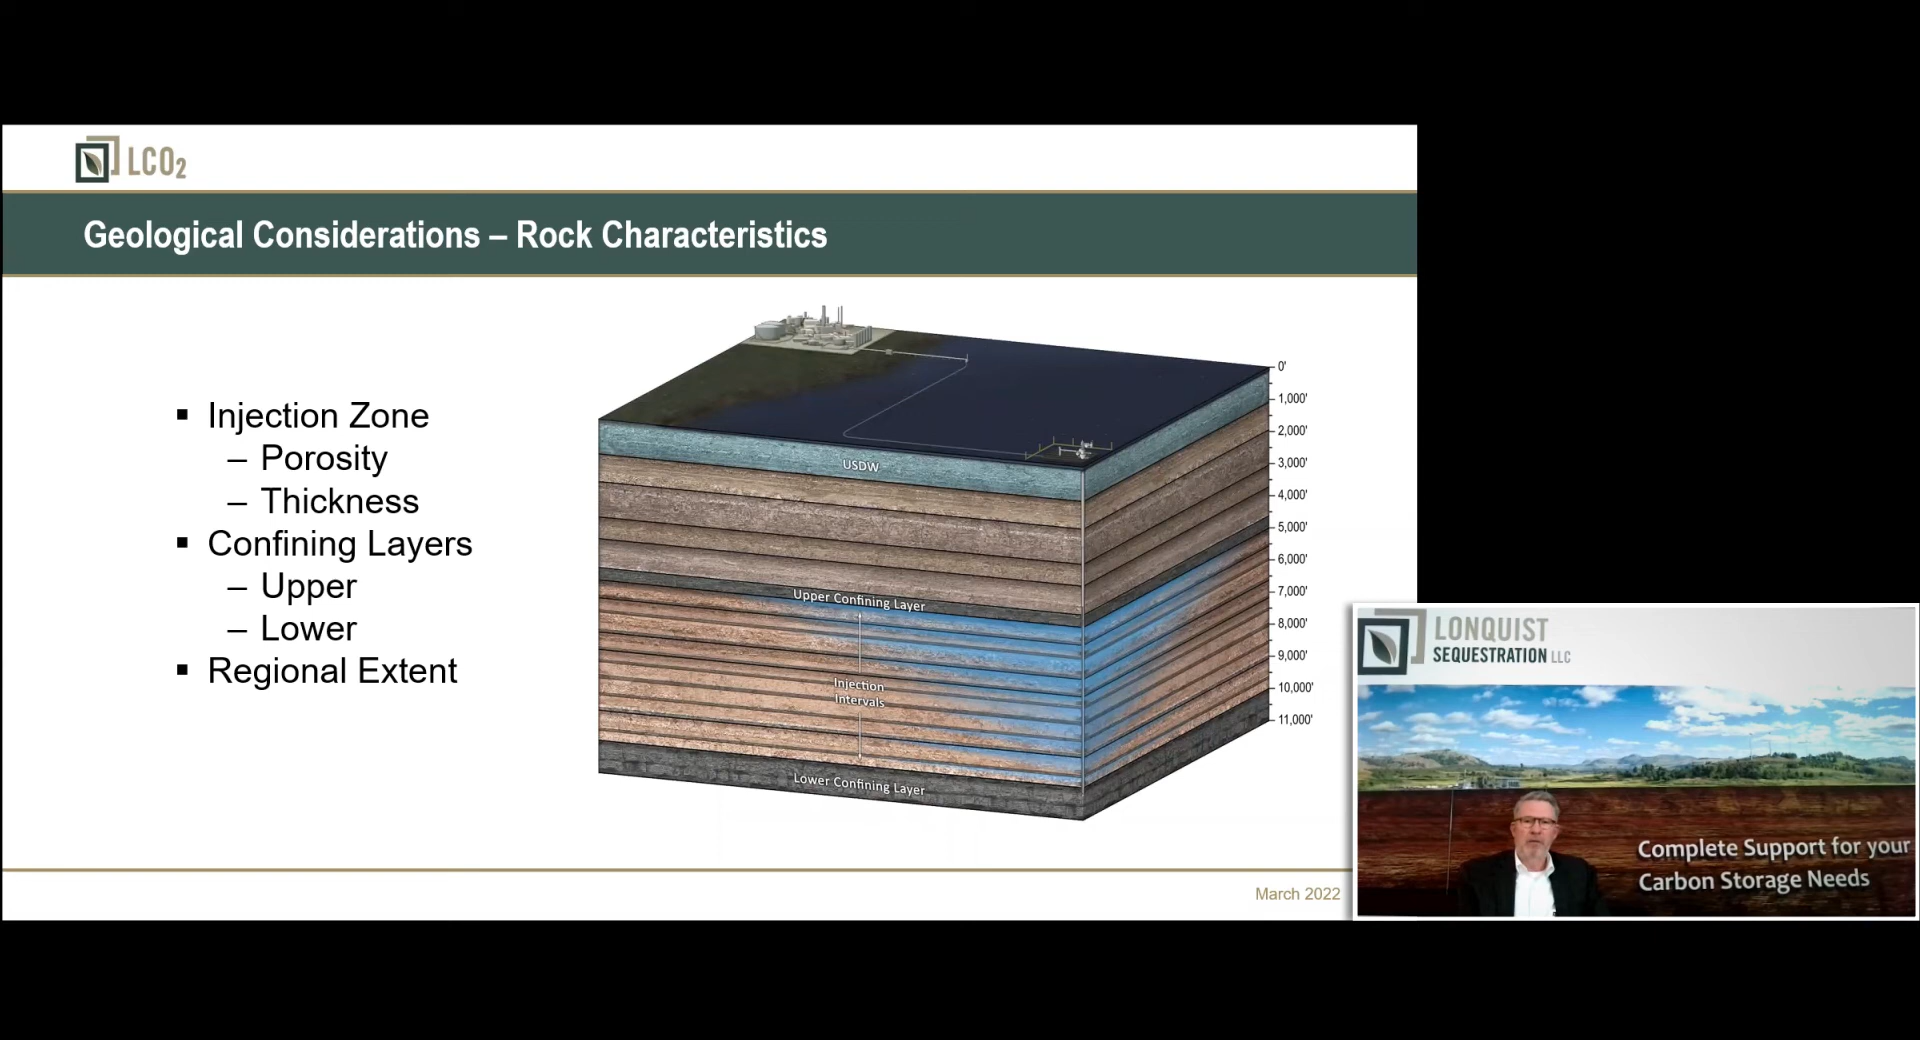 LCO2
Geological Considerations – Rock Characteristics
▪ Injection Zone
– Porosity
– Thickness
▪ Confining Layers
– Upper
– Lower
▪ Regional Extent
USDW
Upper Confining Layer
Injection
Intervals
Lower Confining Layer
0'
1,000'
2,000'
3,000'
4,000'
5,000'
6,000'
7,000'
8,000'
9,000'
10,000'
11,000'
March 2022
LONQUIST
SEQUESTRATION LLC
Complete Support for your
Carbon Storage Needs